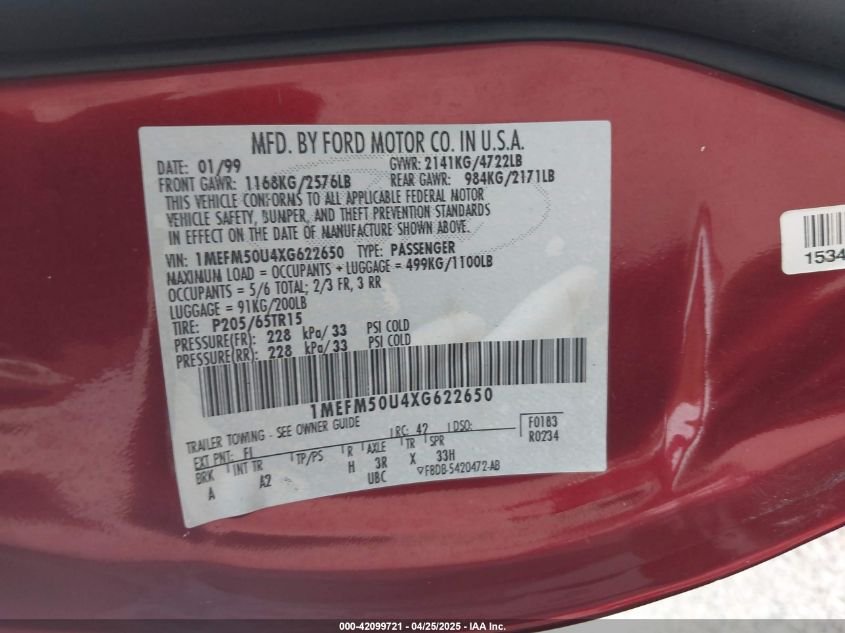 MFD. BY FORD MOTOR CO. IN U.S.A.
DATE: 01/99 GVWR: 2141KG/4722LB
FRONT GAWR: 1168KG/2576LB REAR GAWR: 984KG/2171LB
THIS VEHICLE CONFORMS TO ALL APPLICABLE FEDERAL MOTOR
VEHICLE SAFETY, BUMPER, AND THEFT PREVENTION STANDARDS
IN EFFECT ON THE DATE OF MANUFACTURE SHOWN ABOVE.
VIN: 1MEFM50U4XG622650 TYPE: PASSENGER
MAXIMUM LOAD = OCCUPANTS + LUGGAGE = 499KG/1100LB
OCCUPANTS = 5/6 TOTAL; 2/3 FR, 3 RR
LUGGAGE = 91KG/200LB
TIRE: P205/65TR15
PRESSURE(FR): 228 kPa/ 33 PSI COLD
PRESSURE(RR): 228 kPa/ 33 PSI COLD
1MEFM50U4XG622650
TRAILER TOWING - SEE OWNER GUIDE
EXT PNT: FL RC: 42 DSO: F0183
BRK INT TR TP/PS R AXLE TR SPR R0234
A A2 H 3R X 33H
UBC F8DB-5420472-AB
1534
000-42099721 - 04/25/2025 - IAA Inc.